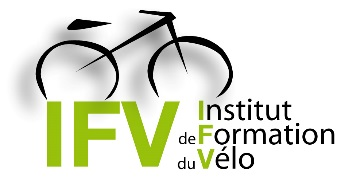 IFV
Institut
de Formation
du Vélo